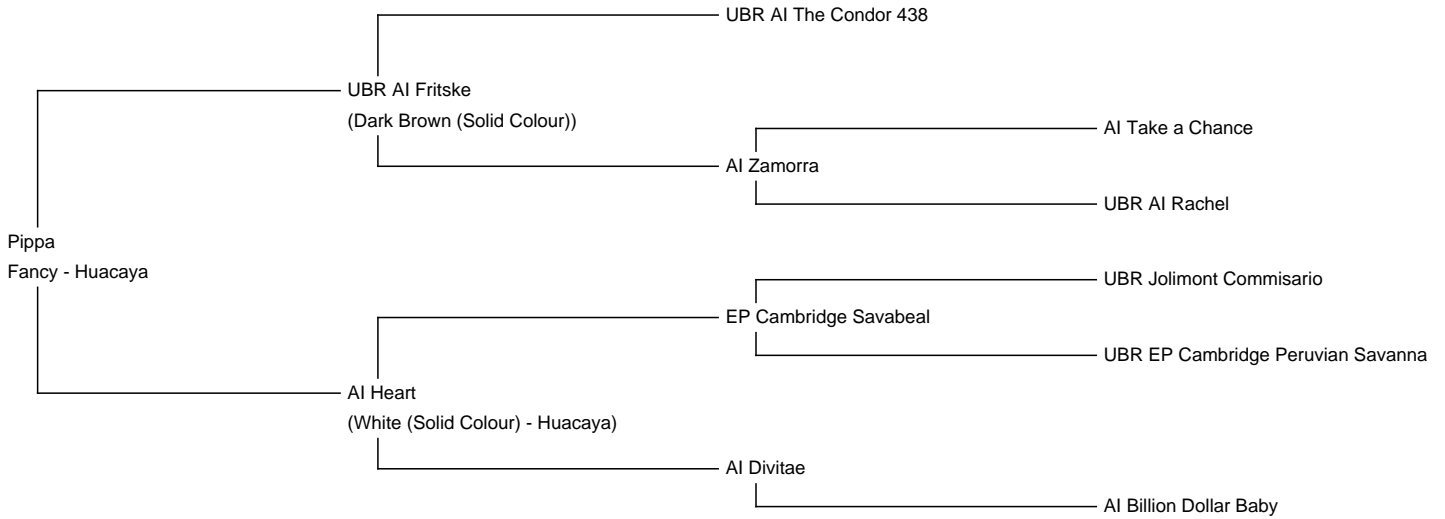 UBR AI The Condor 438
UBR AI Fritske
(Dark Brown (Solid Colour))
AI Take a Chance
AI Zamorra
UBR AI Rachel
Pippa
Fancy - Huacaya
UBR Jolimont Commisario
EP Cambridge Savabeal
UBR EP Cambridge Peruvian Savanna
AI Heart
(White (Solid Colour) - Huacaya)
AI Divitae
AI Billion Dollar Baby